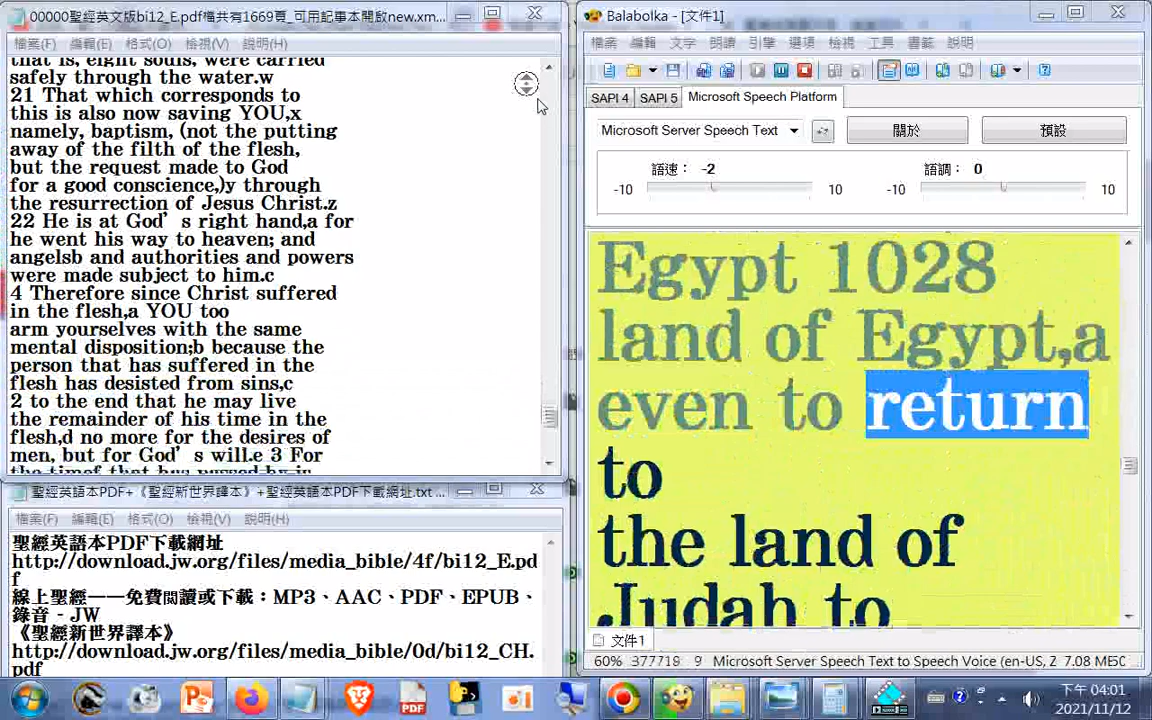 00000聖經英文版bi12_E.pdf檔共有1669頁_可用記事本開啟new.xm...
檔案(F) 編輯(E) 格式(O) 檢視(V) 說明(H)
that is, eight souls, were carried
safely through the water.w
21 That which corresponds to
this is also now saving YOU,x
namely, baptism, (not the putting
away of the filth of the flesh,
but the request made to God
for a good conscience,)y through
the resurrection of Jesus Christ.z
22 He is at God’s right hand,a for
he went his way to heaven; and
angelsb and authorities and powers
were made subject to him.c
4 Therefore since Christ suffered
in the flesh,a YOU too
arm yourselves with the same
mental disposition;b because the
person that has suffered in the
flesh has desisted from sins,c
2 to the end that he may live
the remainder of his time in the
flesh,d no more for the desires of
men, but for God’s will.e 3 For
the timef that has passed by is
聖經英語本PDF+《聖經新世界譯本》+聖經英語本PDF下載網址.txt ...
檔案(F) 編輯(E) 格式(O) 檢視(V) 說明(H)
聖經英語本PDF下載網址
http://download.jw.org/files/media_bible/4f/bi12_E.pd
f
線上聖經——免費閱讀或下載：MP3、AAC、PDF、EPUB、
錄音 - JW
《聖經新世界譯本》
http://download.jw.org/files/media_bible/0d/bi12_CH.
pdf
Balabolka - [文件1]
檔案 編輯 文字 朗讀 引擎 選項 檢視 工具 書籤 說明
SAPI 4 SAPI 5 Microsoft Speech Platform
Microsoft Server Speech Text 關於 預設
語速： -2 語調： 0
-10 10 -10 10
Egypt 1028
land of Egypt,a
even to return
to
the land of
Judah to
文件1
60% 377718 9 Microsoft Server Speech Text to Speech Voice (en-US, Z 7.08 МБ
下午 04:01
2021/11/12